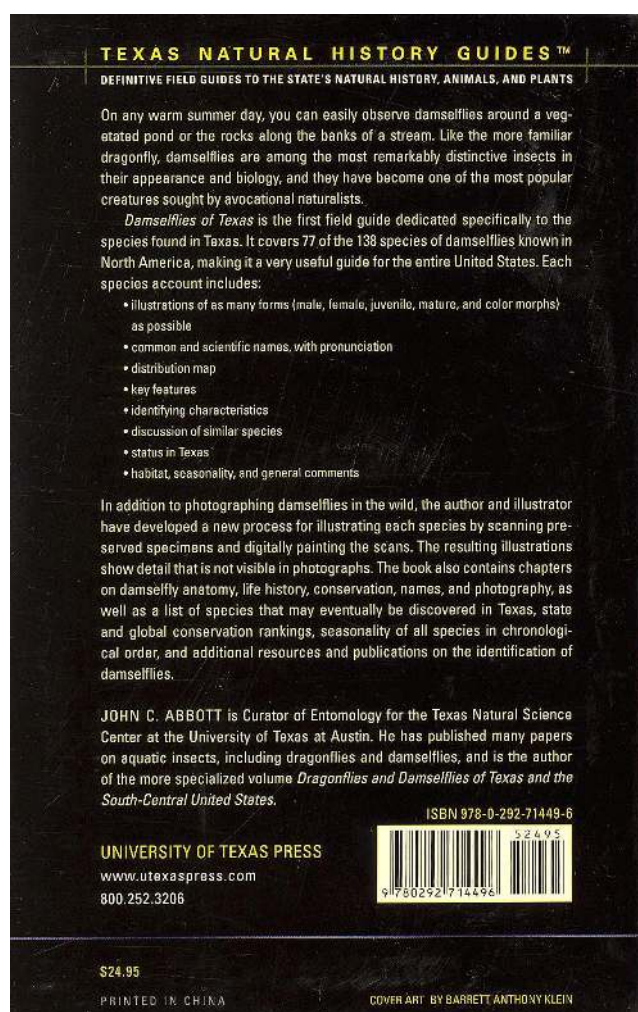 TEXAS NATURAL HISTORY GUIDES™
DEFINITIVE FIELD GUIDES TO THE STATE'S NATURAL HISTORY, ANIMALS, AND PLANTS
On any warm summer day, you can easily observe damselflies around a veg-
etated pond or the rocks along the banks of a stream. Like the more familiar
dragonfly, damselflies are among the most remarkably distinctive insects in
their appearance and biology, and they have become one of the most popular
creatures sought by avocational naturalists.
Damselflies of Texas is the first field guide dedicated specifically to the
species found in Texas. It covers 77 of the 138 species of damselflies known in
North America, making it a very useful guide for the entire United States. Each
species account includes:
• illustrations of as many forms (male, female, juvenile, mature, and color morphs)
as possible
• common and scientific names, with pronunciation
• distribution map
• key features
• identifying characteristics
• discussion of similar species
• status in Texas
• habitat, seasonality, and general comments
In addition to photographing damselflies in the wild, the author and illustrator
have developed a new process for illustrating each species by scanning pre-
served specimens and digitally painting the scans. The resulting illustrations
show detail that is not visible in photographs. The book also contains chapters
on damselfly anatomy, life history, conservation, names, and photography, as
well as a list of species that may eventually be discovered in Texas, state
and global conservation rankings, seasonality of all species in chronologi-
cal order, and additional resources and publications on the identification of
damselflies.
JOHN C. ABBOTT is Curator of Entomology for the Texas Natural Science
Center at the University of Texas at Austin. He has published many papers
on aquatic insects, including dragonflies and damselflies, and is the author
of the more specialized volume Dragonflies and Damselflies of Texas and the
South-Central United States.
ISBN 978-0-292-71449-6
52495
9 780292 714496
UNIVERSITY OF TEXAS PRESS
www.utexaspress.com
800.252.3206
$24.95
PRINTED IN CHINA
COVER ART BY BARRETT ANTHONY KLEIN